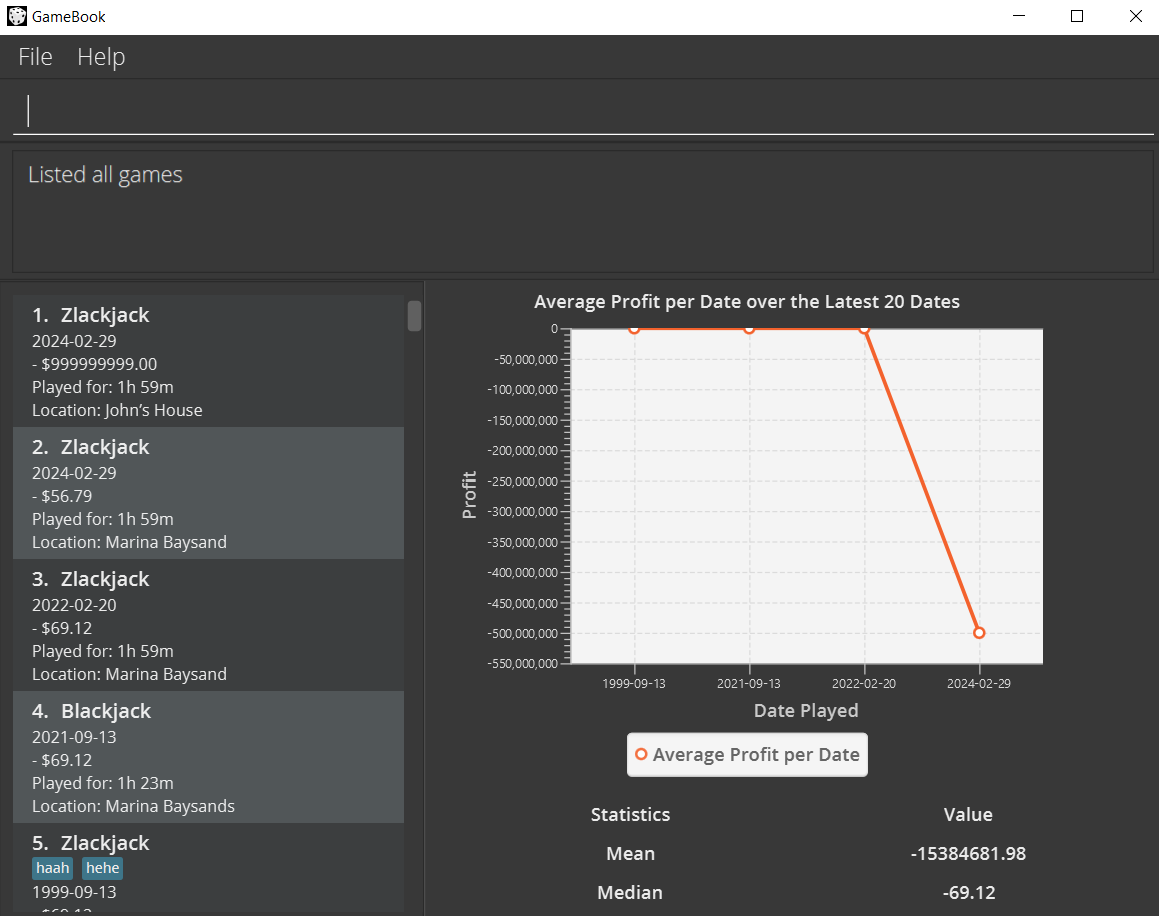 GameBook
File Help
Listed all games
1. Zlackjack
2024-02-29
- $999999999.00
Played for: 1h 59m
Location: John’s House
2. Zlackjack
2024-02-29
- $56.79
Played for: 1h 59m
Location: Marina Baysand
3. Zlackjack
2022-02-20
- $69.12
Played for: 1h 59m
Location: Marina Baysand
4. Blackjack
2021-09-13
- $69.12
Played for: 1h 23m
Location: Marina Baysands
5. Zlackjack
haah hehe
1999-09-13
- $69.12
Average Profit per Date over the Latest 20 Dates
Profit
0
-50,000,000
-100,000,000
-150,000,000
-200,000,000
-250,000,000
-300,000,000
-350,000,000
-400,000,000
-450,000,000
-500,000,000
-550,000,000
1999-09-13 2021-09-13 2022-02-20 2024-02-29
Date Played
Average Profit per Date
Statistics Value
Mean -15384681.98
Median -69.12